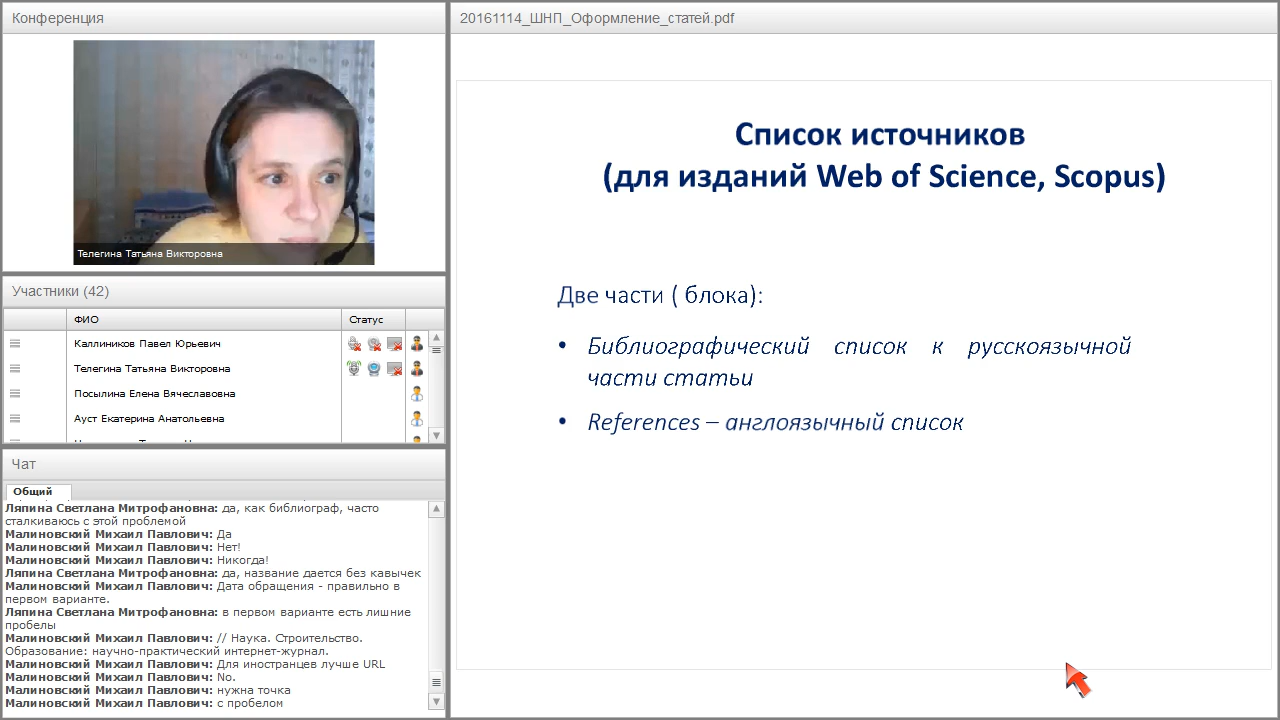 Конференция
Телегина Татьяна Викторовна
Участники (42)
ФИО
Статус
Каллиников Павел Юрьевич
Телегина Татьяна Викторовна
Посылина Елена Вячеславовна
Ауст Екатерина Анатольевна
Чат
Общий
Ляпина Светлана Митрофановна: да, как библиограф, часто
сталкиваюсь с этой проблемой
Малиновский Михаил Павлович: Да
Малиновский Михаил Павлович: Нет!
Малиновский Михаил Павлович: Никогда!
Ляпина Светлана Митрофановна: да, название дается без кавычек
Малиновский Михаил Павлович: Дата обращения - правильно в
первом варианте.
Ляпина Светлана Митрофановна: в первом варианте есть лишние
пробелы
Малиновский Михаил Павлович: // Наука. Строительство.
Образование: научно-практический интернет-журнал.
Малиновский Михаил Павлович: Для иностранцев лучше URL
Малиновский Михаил Павлович: No.
Малиновский Михаил Павлович: нужна точка
Малиновский Михаил Павлович: с пробелом
20161114_ШНП_Оформление_статей.pdf
Список источников
(для изданий Web of Science, Scopus)
Две части ( блока):
• Библиографический список к русскоязычной
части статьи
• References – англоязычный список